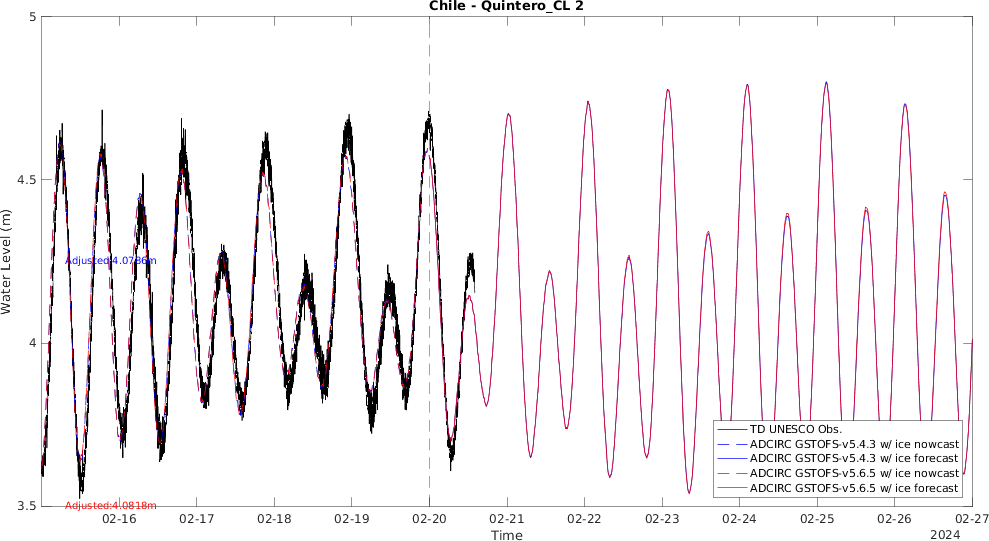 Chile - Quintero_CL 2
5
4.5
4
3.5
Water Level (m)
Adjusted:4.0786m
Adjusted:4.0818m
TD UNESCO Obs.
ADCIRC GSTOFS-v5.4.3 w/ ice nowcast
ADCIRC GSTOFS-v5.4.3 w/ ice forecast
ADCIRC GSTOFS-v5.6.5 w/ ice nowcast
ADCIRC GSTOFS-v5.6.5 w/ ice forecast
02-16 02-17 02-18 02-19 02-20 02-21 02-22 02-23 02-24 02-25 02-26 02-27
Time
2024